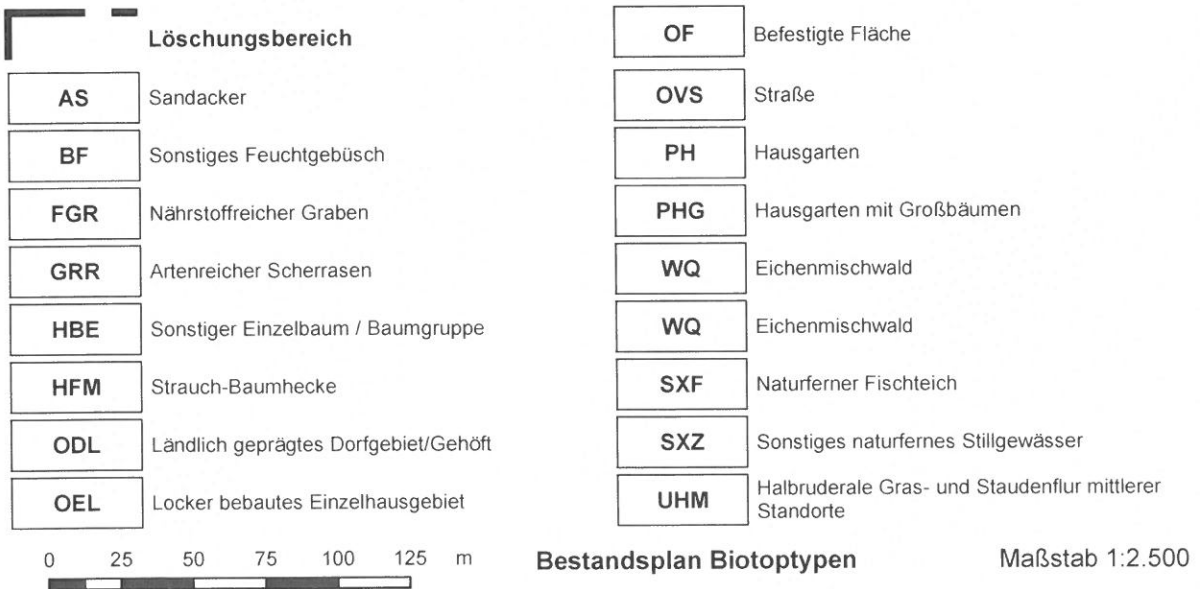 Löschungsbereich
AS Sandacker
BF Sonstiges Feuchtgebüsch
FGR Nährstoffreicher Graben
GRR Artenreicher Scherrasen
HBE Sonstiger Einzelbaum / Baumgruppe
HFM Strauch-Baumhecke
ODL Ländlich geprägtes Dorfgebiet/Gehöft
OEL Locker bebautes Einzelhausgebiet
OF Befestigte Fläche
OVS Straße
PH Hausgarten
PHG Hausgarten mit Großbäumen
WQ Eichenmischwald
WQ Eichenmischwald
SXF Naturferner Fischteich
SXZ Sonstiges naturfernes Stillgewässer
UHM Halbruderale Gras- und Staudenflur mittlerer
Standorte
0 25 50 75 100 125 m
Bestandsplan Biotoptypen
Maßstab 1:2.500